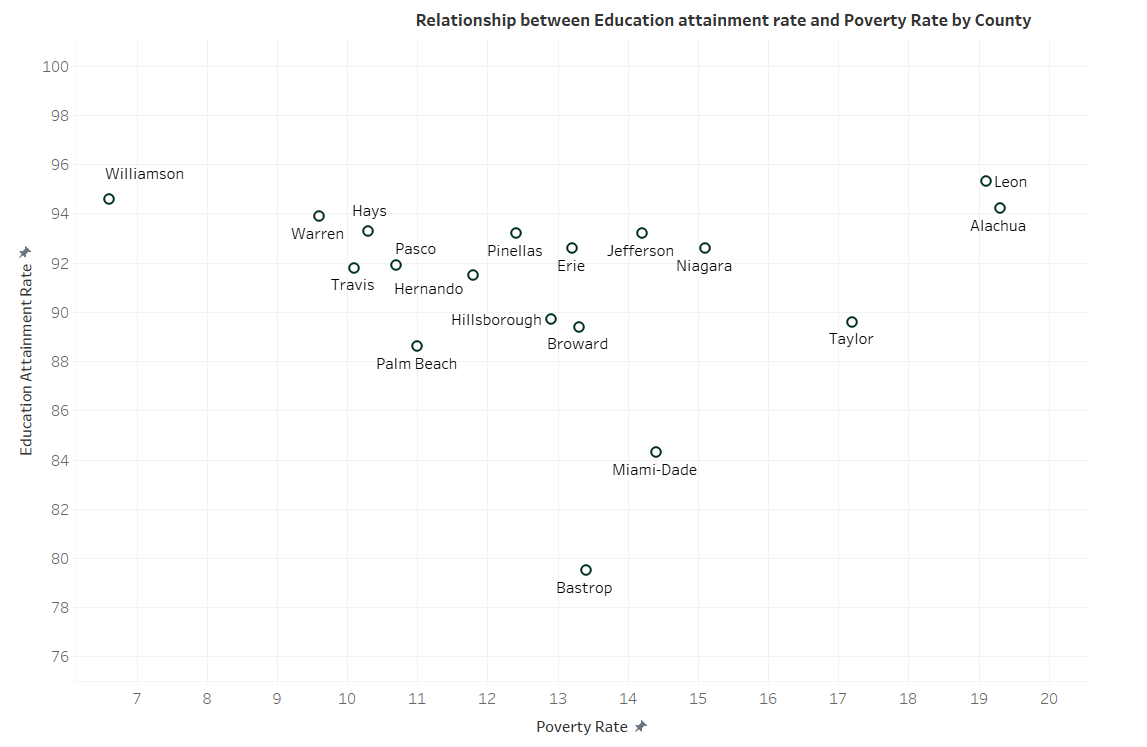 Relationship between Education attainment rate and Poverty Rate by County
100
98
96
94
92
90
88
86
84
82
80
78
76
Education Attainment Rate
Williamson
Leon
Hays
Alachua
Warren
Pasco
Pinellas
Jefferson
Erie
Niagara
Travis
Hernando
Hillsborough
Taylor
Broward
Palm Beach
Miami-Dade
Bastrop
7 8 9 10 11 12 13 14 15 16 17 18 19 20
Poverty Rate